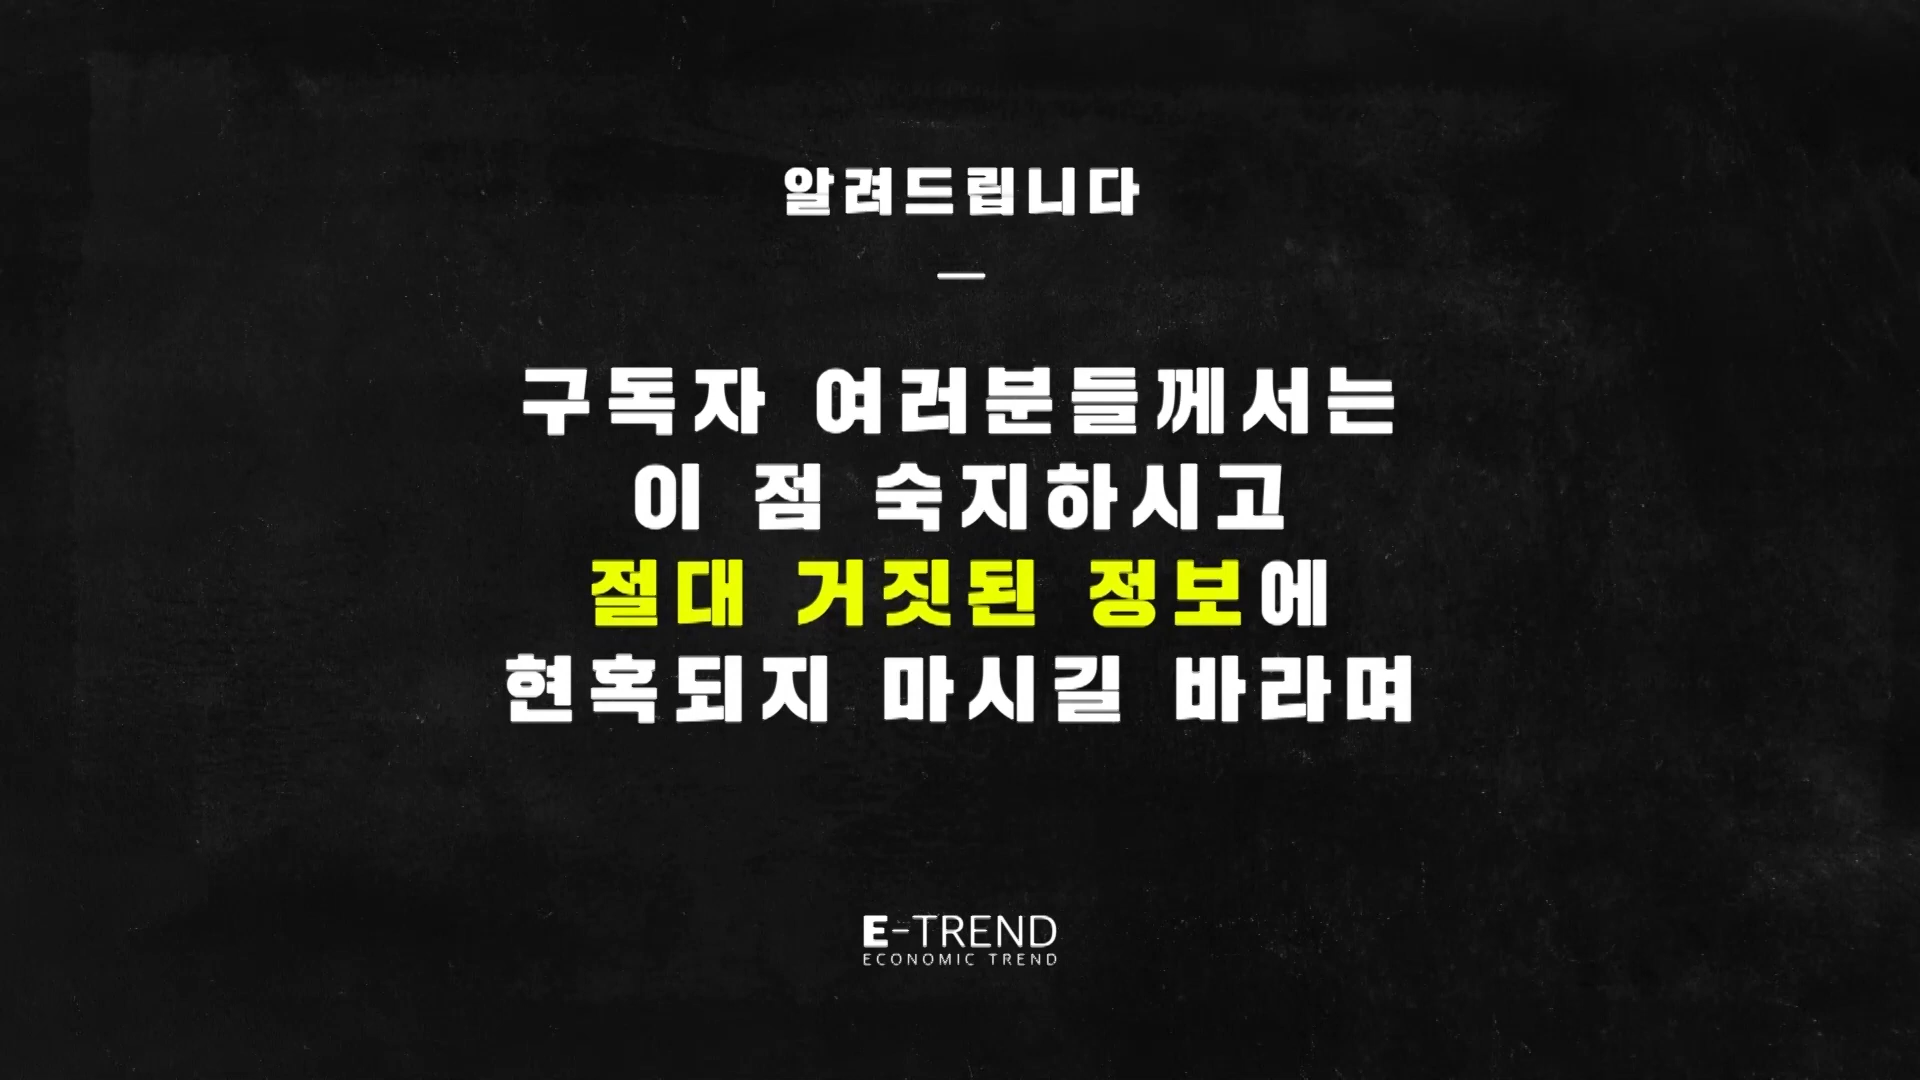 알려드립니다
구독자 여러분들께서는
이 점 숙지하시고
절대 거짓된 정보에
현혹되지 마시길 바라며
E-TREND
ECONOMIC TREND